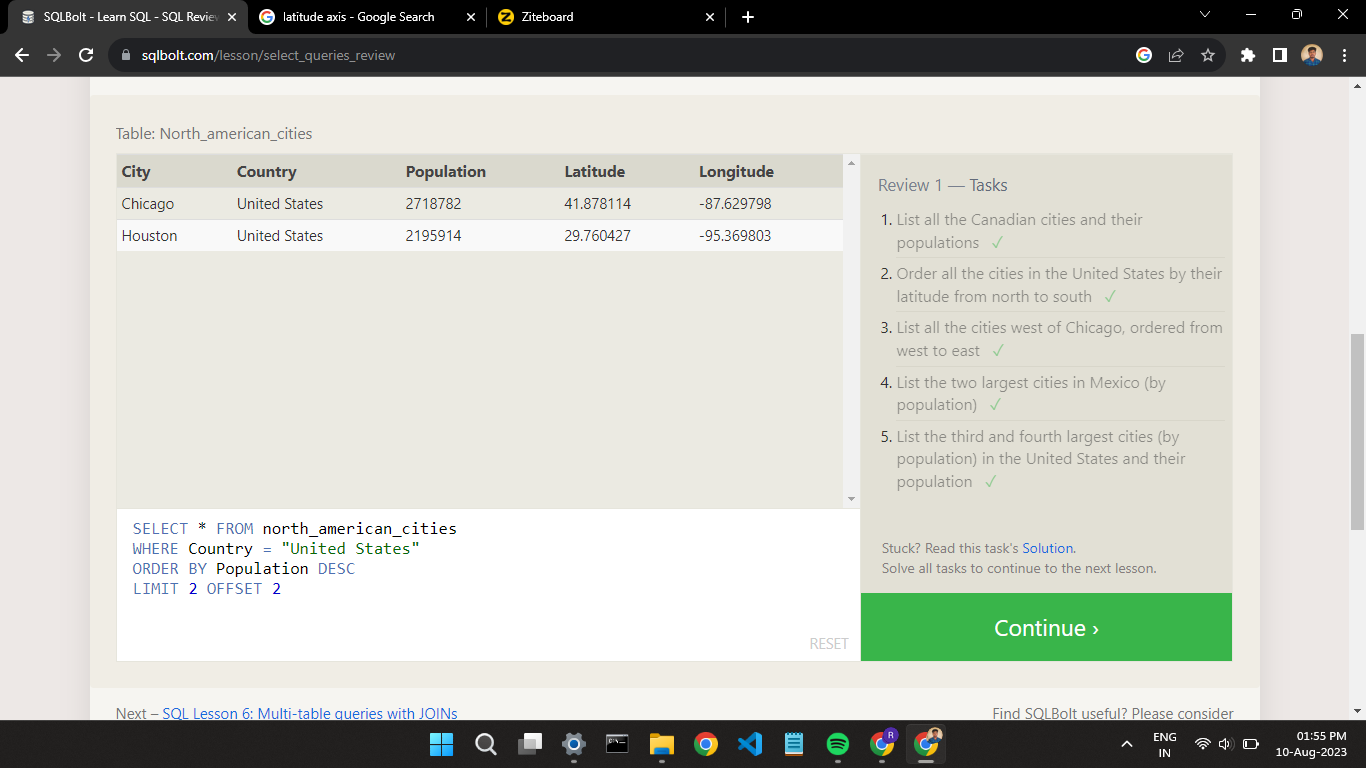 SQLBolt - Learn SQL - SQL Review
latitude axis - Google Search
Ziteboard
sqlbolt.com/lesson/select_queries_review
Table: North_american_cities
City Country Population Latitude Longitude
Chicago United States 2718782 41.878114 -87.629798
Houston United States 2195914 29.760427 -95.369803
Review 1 — Tasks
1. List all the Canadian cities and their
populations ✓
2. Order all the cities in the United States by their
latitude from north to south ✓
3. List all the cities west of Chicago, ordered from
west to east ✓
4. List the two largest cities in Mexico (by
population) ✓
5. List the third and fourth largest cities (by
population) in the United States and their
population ✓
SELECT * FROM north_american_cities
WHERE Country = "United States"
ORDER BY Population DESC
LIMIT 2 OFFSET 2
RESET
Stuck? Read this task's Solution.
Solve all tasks to continue to the next lesson.
Continue ›
Next – SQL Lesson 6: Multi-table queries with JOINs
Find SQLBolt useful? Please consider
R
ENG
IN
01:55 PM
10-Aug-2023